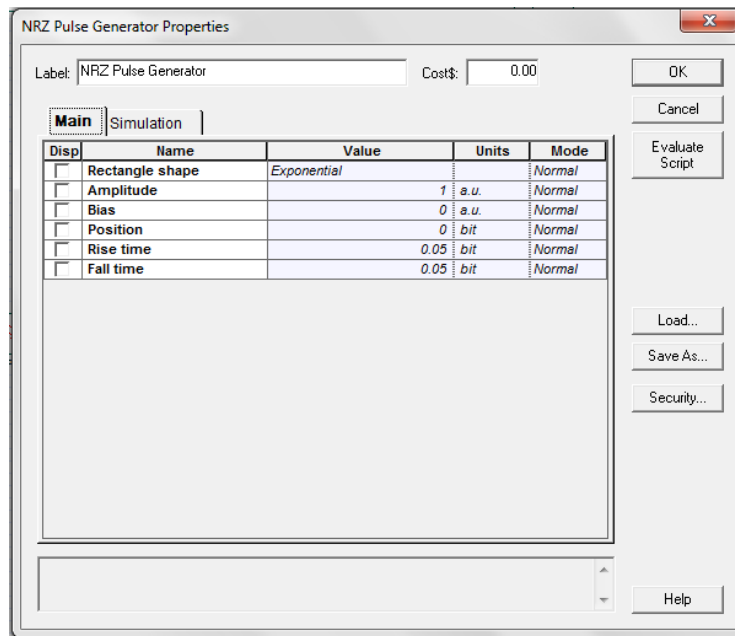 NRZ Pulse Generator Properties
Label: NRZ Pulse Generator Cost$: 0.00 OK
Cancel
Main Simulation
Disp Name Value Units Mode
Evaluate Script
Rectangle shape Exponential Normal
Amplitude 1 a.u. Normal
Bias 0 a.u. Normal
Position 0 bit Normal
Rise time 0.05 bit Normal
Fall time 0.05 bit Normal
Load...
Save As...
Security...
Help